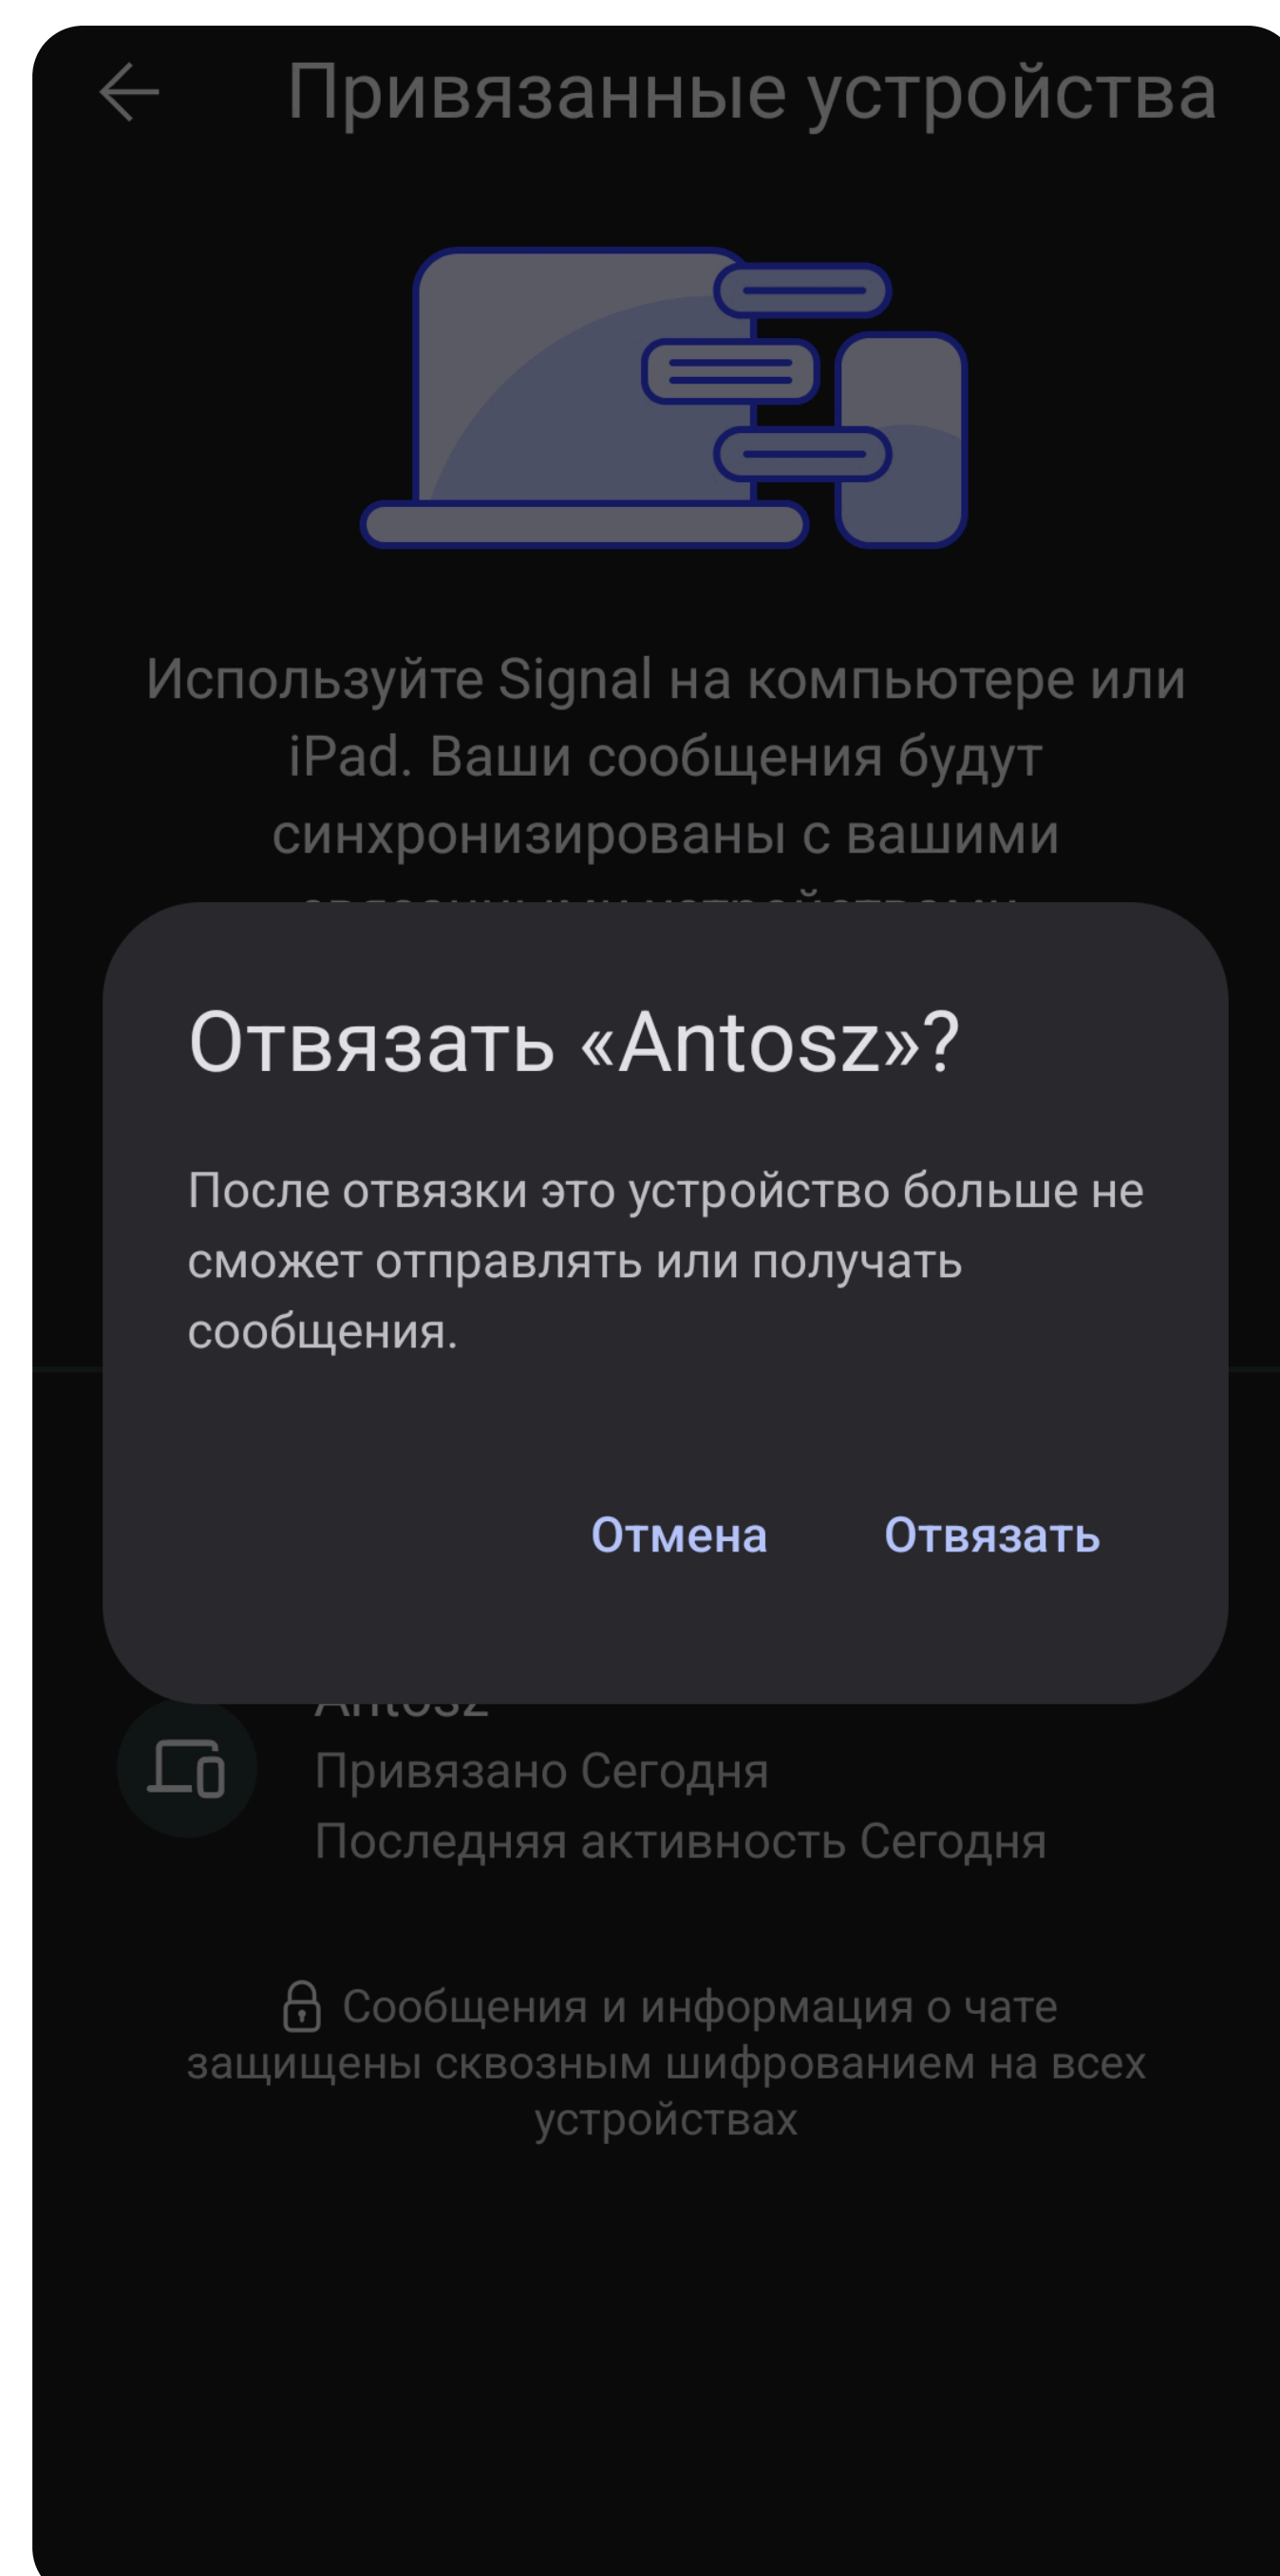 Привязанные устройства
Используйте Signal на компьютере или
iPad. Ваши сообщения будут
синхронизированы с вашими
Отвязать «Antosz»?
После отвязки это устройство больше не
сможет отправлять или получать
сообщения.
Отмена Отвязать
Antosz
Привязано Сегодня
Последняя активность Сегодня
Сообщения и информация о чате
защищены сквозным шифрованием на всех
устройствах